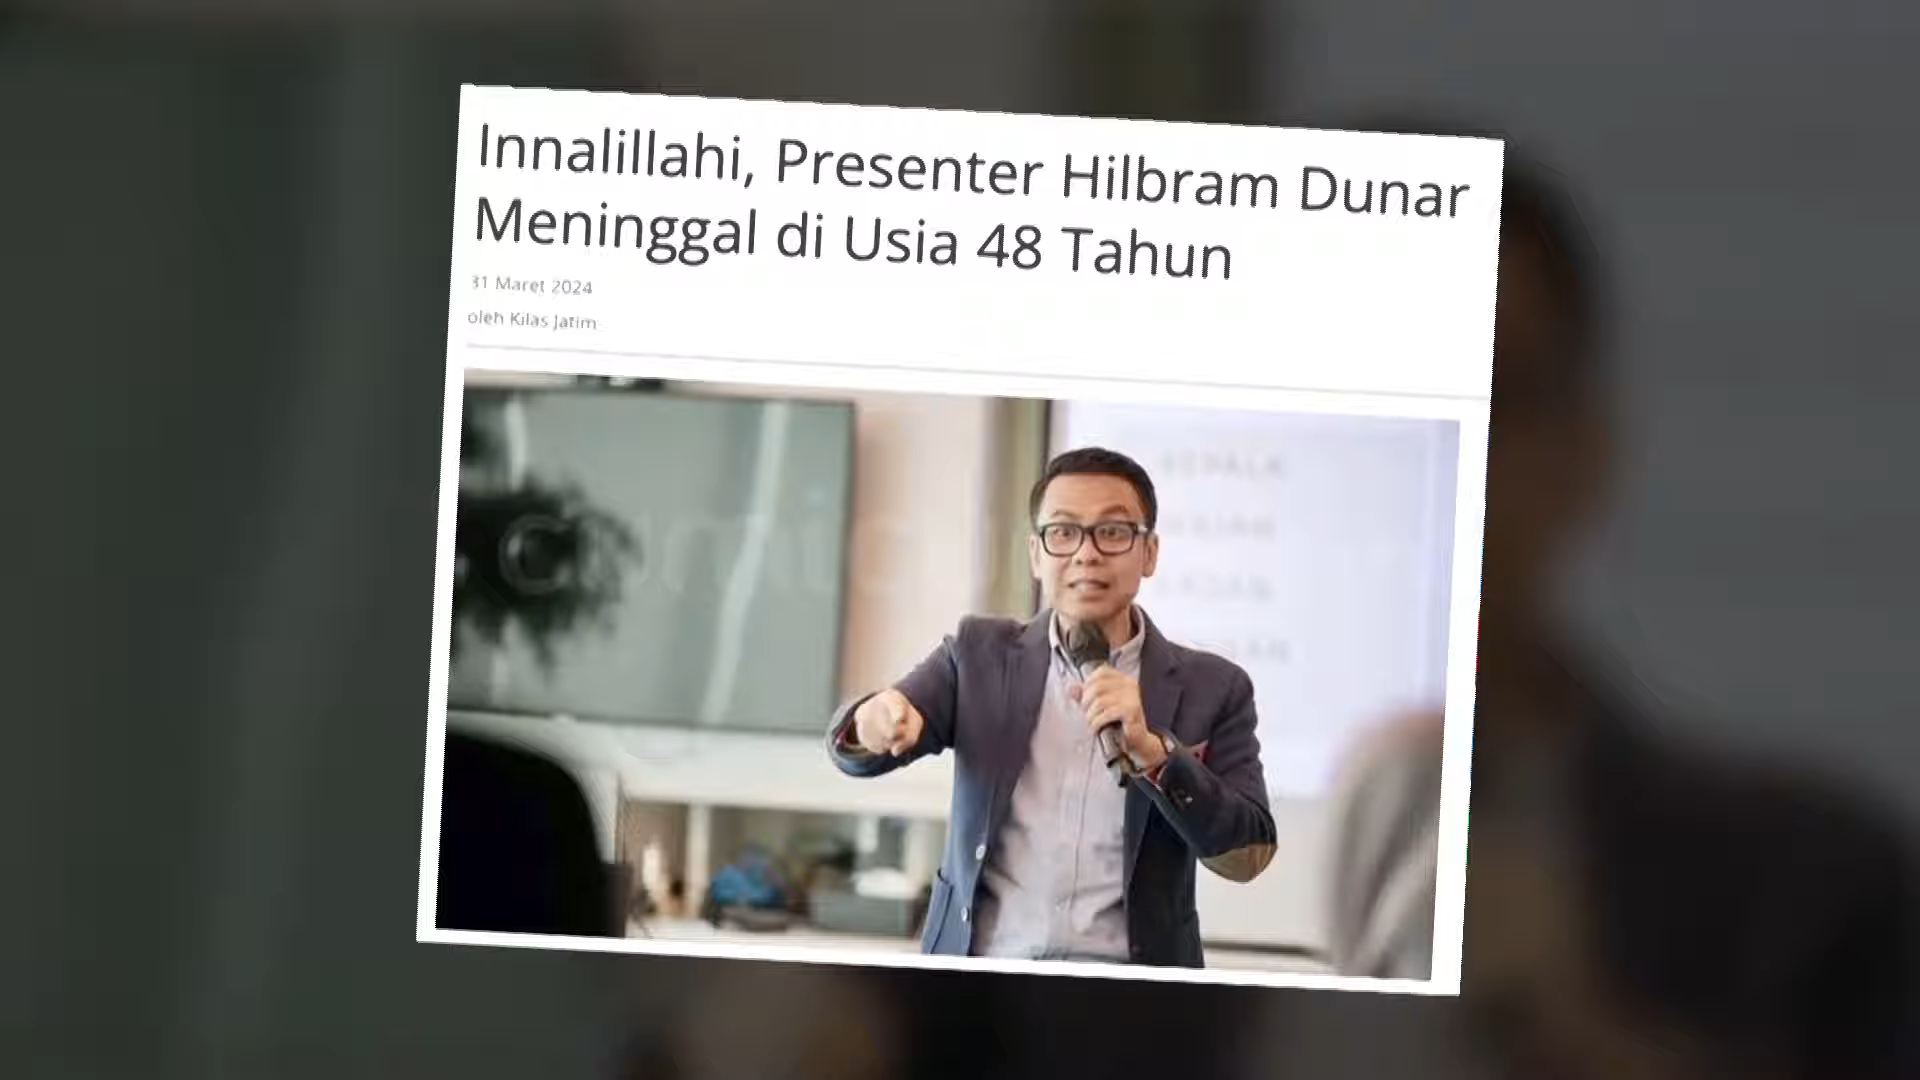 Innalillahi, Presenter Hilbram Dunar
Meninggal di Usia 48 Tahun
31 Maret 2024
oleh Kilas Jatim